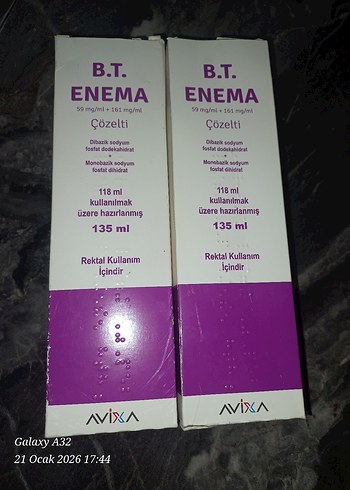 B.T.
ENEMA
59 mg/ml + 161 mg/ml
Çözelti
Dibazik sodyum
fosfat dodekahidrat
+
Monobazik sodyum
fosfat dihidrat
118 ml
kullanılmak
üzere hazırlanmış
135 ml
Rektal Kullanım
İçindir
AVIXA
B.T.
ENEMA
59 mg/ml + 161 mg/ml
Çözelti
Dibazik sodyum
fosfat dodekahidrat
+
Monobazik sodyum
fosfat dihidrat
118 ml
kullanılmak
üzere hazırlanmış
135 ml
Rektal Kullanım
İçindir
AVIXA
Galaxy A32
21 Ocak 2026 17:44